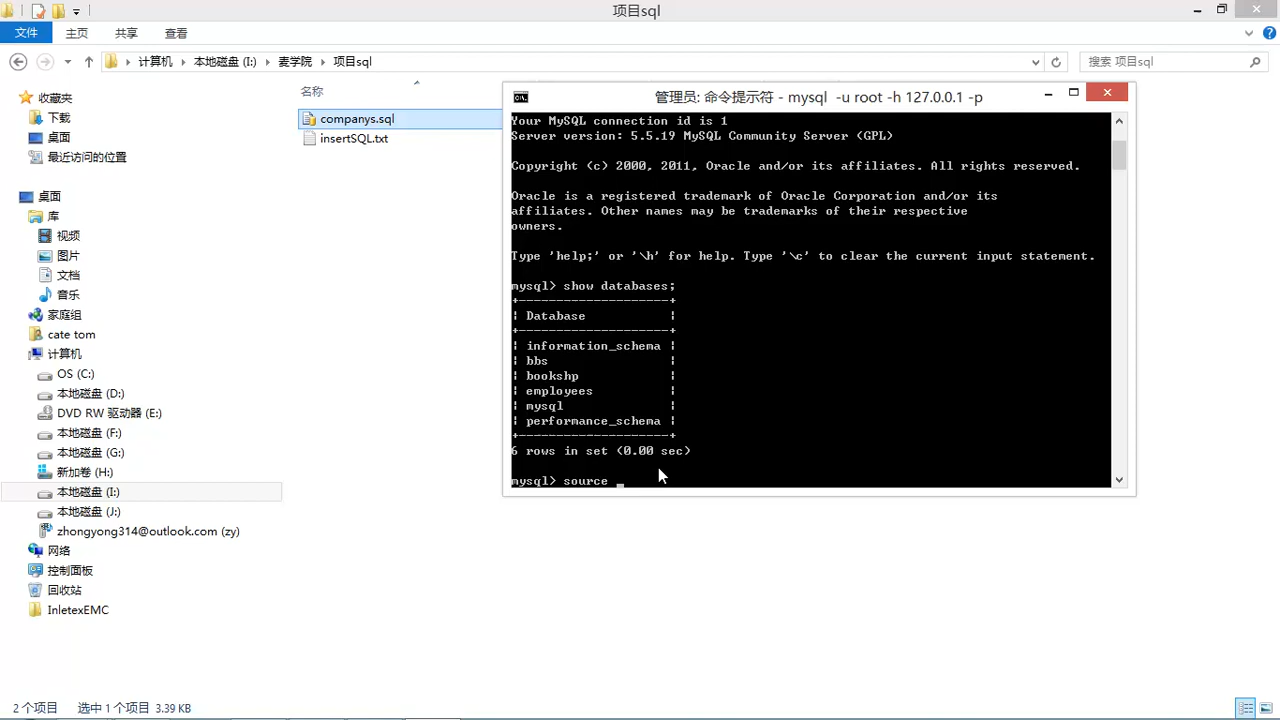 项目sql
文件 主页 共享 查看
计算机 本地磁盘 (I:) 麦学院 项目sql
搜索 项目sql
收藏夹
下载
桌面
最近访问的位置
桌面
库
视频
图片
文档
音乐
家庭组
cate tom
计算机
OS (C:)
本地磁盘 (D:)
DVD RW 驱动器 (E:)
本地磁盘 (F:)
本地磁盘 (G:)
新加卷 (H:)
本地磁盘 (I:)
本地磁盘 (J:)
zhongyong314@outlook.com (zy)
网络
控制面板
回收站
InletexEMC
名称
companys.sql
insertSQL.txt
管理员: 命令提示符 - mysql -u root -h 127.0.0.1 -p
Your MySQL connection id is 1
Server version: 5.5.19 MySQL Community Server (GPL)
Copyright (c) 2000, 2011, Oracle and/or its affiliates. All rights reserved.
Oracle is a registered trademark of Oracle Corporation and/or its
affiliates. Other names may be trademarks of their respective
owners.
Type 'help;' or '\h' for help. Type '\c' to clear the current input statement.
mysql> show databases;
+--------------------+
| Database           |
+--------------------+
| information_schema |
| bbs                |
| bookshp            |
| employees          |
| mysql              |
| performance_schema |
+--------------------+
6 rows in set (0.00 sec)
mysql> source _
2 个项目 选中 1 个项目 3.39 KB